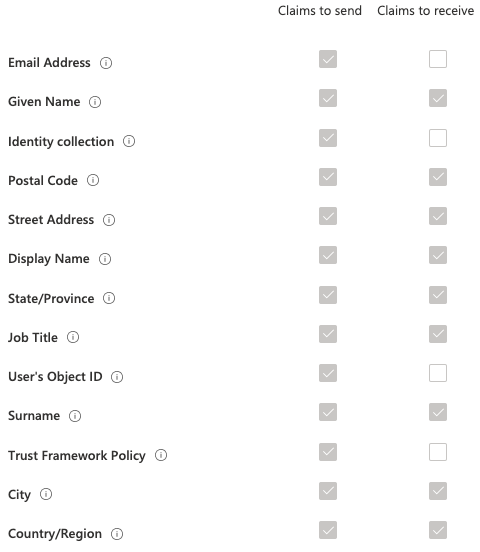 Claims to send Claims to receive
Email Address
Given Name
Identity collection
Postal Code
Street Address
Display Name
State/Province
Job Title
User's Object ID
Surname
Trust Framework Policy
City
Country/Region